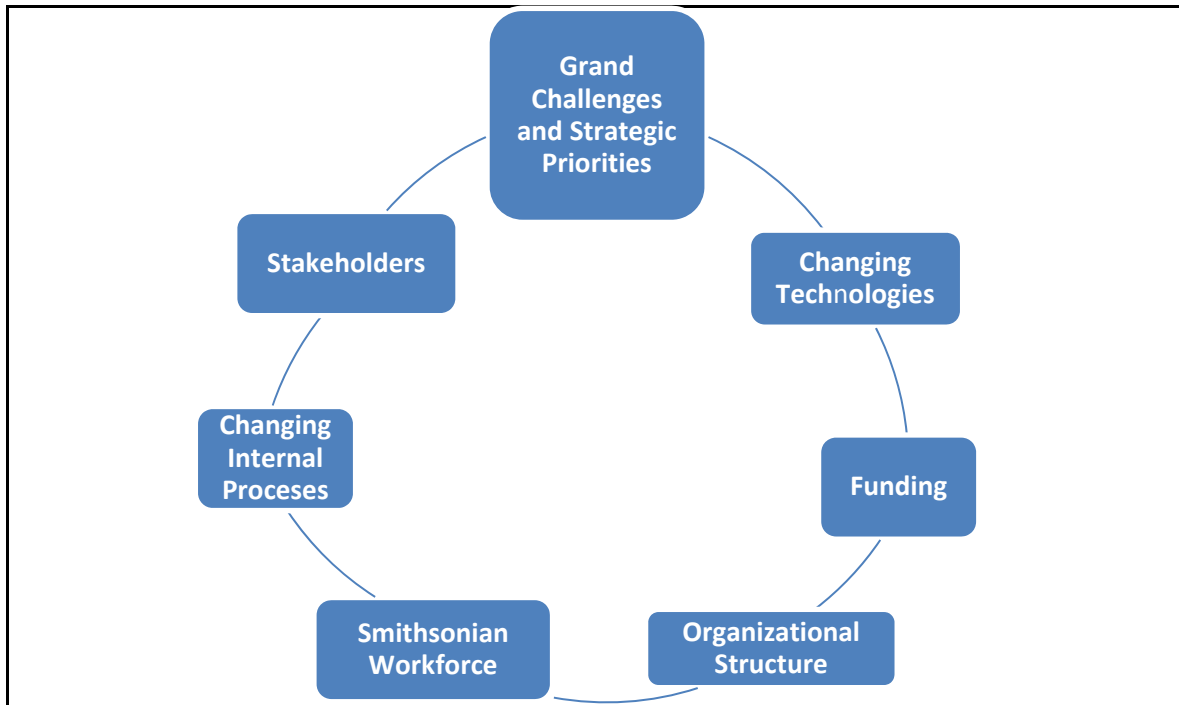 Grand
Challenges
and Strategic
Priorities
Changing
Technologies
Funding
Organizational
Structure
Smithsonian
Workforce
Changing
Internal
Proceses
Stakeholders